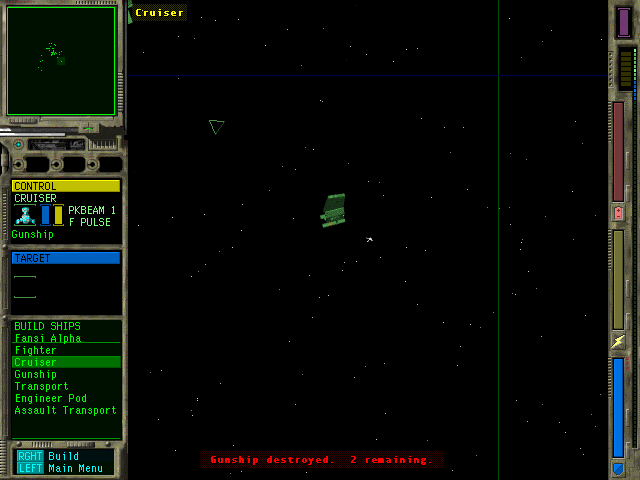 Cruiser
CONTROL
CRUISER
PKBEAM 1
F PULSE
Gunship
TARGET
BUILD SHIPS
Fansi Alpha
Fighter
Cruiser
Gunship
Transport
Engineer Pod
Assault Transport
RGHT Build
LEFT Main Menu
Gunship destroyed. 2 remaining.